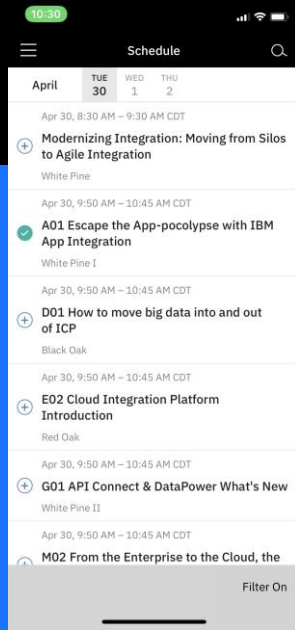 10:30
Schedule
April
TUE
30
WED
1
THU
2
Apr 30, 8:30 AM – 9:30 AM CDT
Modernizing Integration: Moving from Silos
to Agile Integration
White Pine
Apr 30, 9:50 AM – 10:45 AM CDT
A01 Escape the App-pocolypse with IBM
App Integration
White Pine I
Apr 30, 9:50 AM – 10:45 AM CDT
D01 How to move big data into and out
of ICP
Black Oak
Apr 30, 9:50 AM – 10:45 AM CDT
E02 Cloud Integration Platform
Introduction
Red Oak
Apr 30, 9:50 AM – 10:45 AM CDT
G01 API Connect & DataPower What's New
White Pine II
Apr 30, 9:50 AM – 10:45 AM CDT
M02 From the Enterprise to the Cloud, the
Filter On